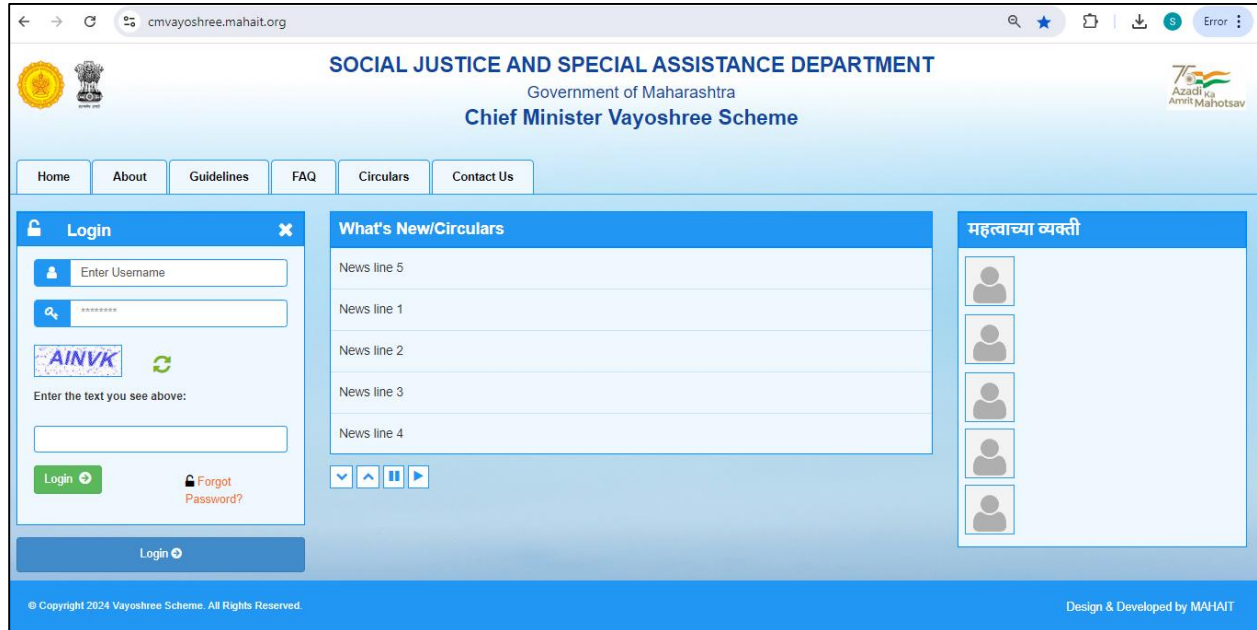 cmvayoshree.mahait.org
S
Error
SOCIAL JUSTICE AND SPECIAL ASSISTANCE DEPARTMENT
Government of Maharashtra
Chief Minister Vayoshree Scheme
75
Azadi Ka
Amrit Mahotsav
Home
About
Guidelines
FAQ
Circulars
Contact Us
Login
Enter Username
********
AINVK
Enter the text you see above:
Login
Forgot
Password?
Login
What's New/Circulars
News line 5
News line 1
News line 2
News line 3
News line 4
महत्वाच्या व्यक्ती
© Copyright 2024 Vayoshree Scheme. All Rights Reserved.
Design & Developed by MAHAIT